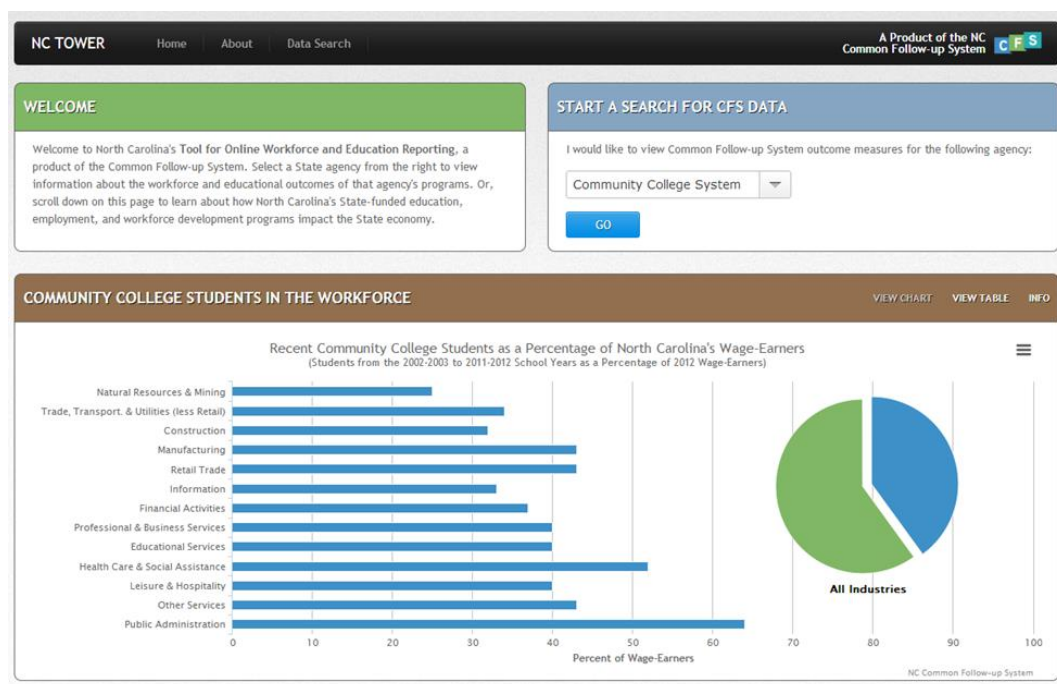 NC TOWER
Home
About
Data Search
A Product of the NC
Common Follow-up System
CFS
WELCOME
Welcome to North Carolina's Tool for Online Workforce and Education Reporting, a
product of the Common Follow-up System. Select a State agency from the right to view
information about the workforce and educational outcomes of that agency's programs. Or,
scroll down on this page to learn about how North Carolina's State-funded education,
employment, and workforce development programs impact the State economy.
START A SEARCH FOR CFS DATA
I would like to view Common Follow-up System outcome measures for the following agency:
Community College System
GO
COMMUNITY COLLEGE STUDENTS IN THE WORKFORCE
VIEW CHART
VIEW TABLE
INFO
Recent Community College Students as a Percentage of North Carolina's Wage-Earners
(Students from the 2002-2003 to 2011-2012 School Years as a Percentage of 2012 Wage-Earners)
Natural Resources & Mining
Trade, Transport. & Utilities (less Retail)
Construction
Manufacturing
Retail Trade
Information
Financial Activities
Professional & Business Services
Educational Services
Health Care & Social Assistance
Leisure & Hospitality
Other Services
Public Administration
All Industries
0 10 20 30 40 50 60 70 80 90 100
Percent of Wage-Earners
NC Common Follow-up System